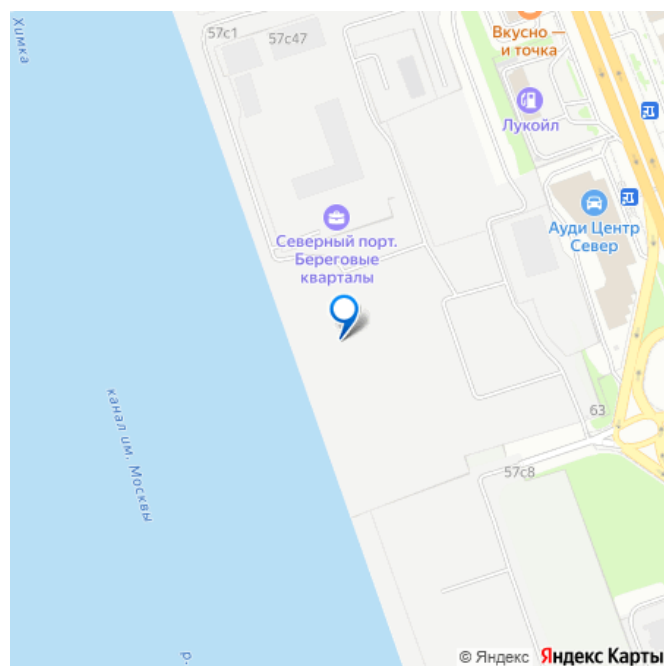 Химка
57с1
57с47
Вкусно —
и точка
Лукойл
Ауди Центр
Север
Северный порт.
Береговые
кварталы
канал им. Москвы
63
57с8
р.
© Яндекс Яндекс Карты